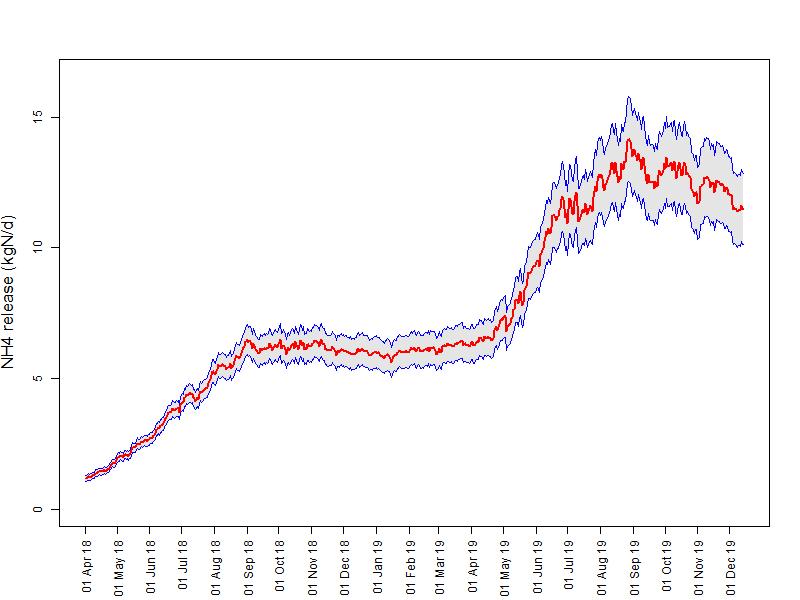 NH4 release (kgN/d)
15
10
5
0
01 Apr 18
01 May 18
01 Jun 18
01 Jul 18
01 Aug 18
01 Sep 18
01 Oct 18
01 Nov 18
01 Dec 18
01 Jan 19
01 Feb 19
01 Mar 19
01 Apr 19
01 May 19
01 Jun 19
01 Jul 19
01 Aug 19
01 Sep 19
01 Oct 19
01 Nov 19
01 Dec 19